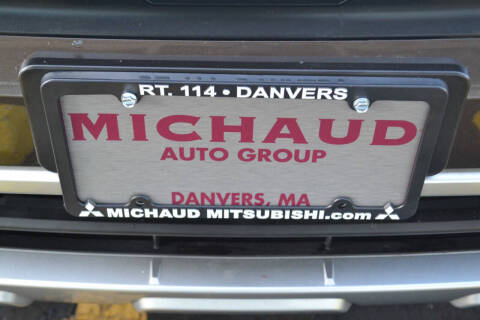 RT. 114 • DANVERS
MICHAUD
AUTO GROUP
DANVERS, MA
MICHAUD MITSUBISHI.com